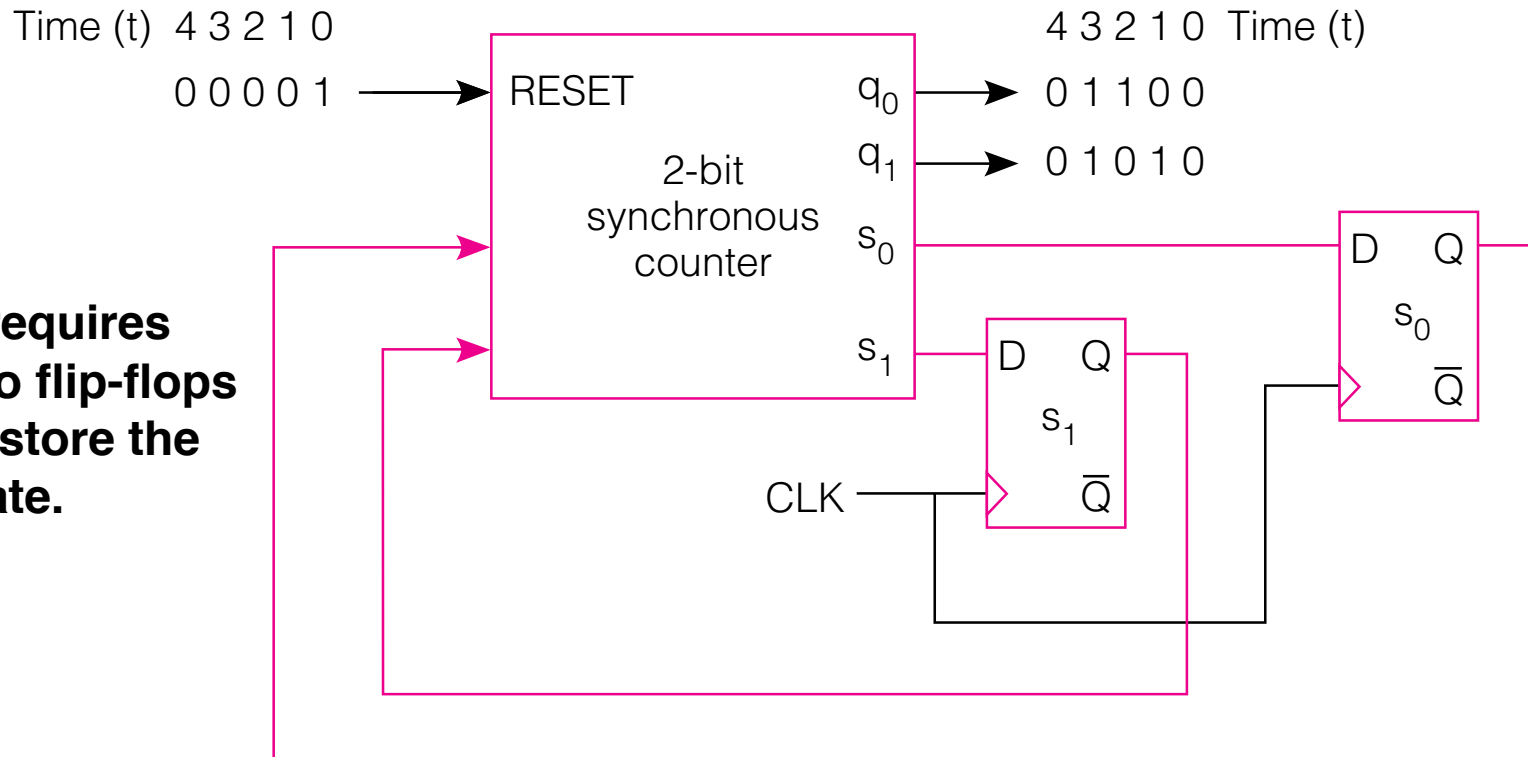 Time (t) 4 3 2 1 0
4 3 2 1 0 Time (t)
0 0 0 0 1
RESET
q0
0 1 1 0 0
2-bit
synchronous
counter
q1
0 1 0 1 0
s0
D Q
s0
Q̅
equires
o flip-flops
store the
ate.
s1
D Q
s1
Q̅
CLK